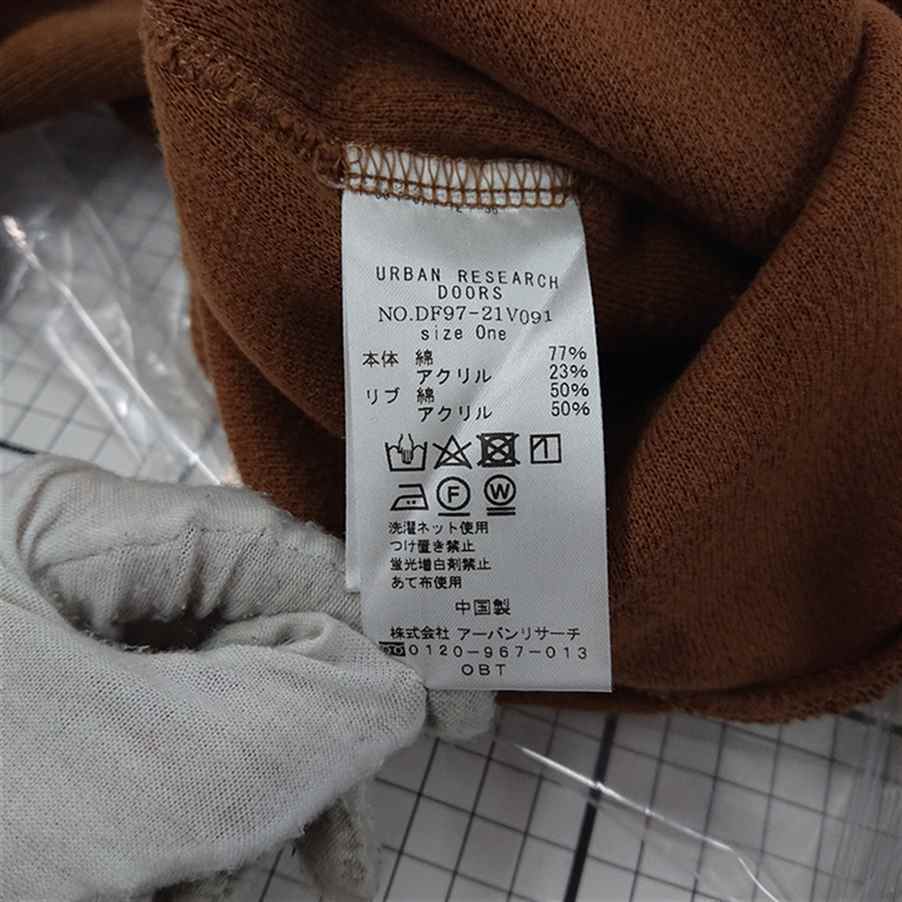 URBAN RESEARCH
DOORS
NO.DF97-21V091
size One
本体 綿 77%
アクリル 23%
リブ 綿 50%
アクリル 50%
F W
洗濯ネット使用
つけ置き禁止
蛍光増白剤禁止
あて布使用
中国製
株式会社 アーバンリサーチ
0120-967-013
OBT